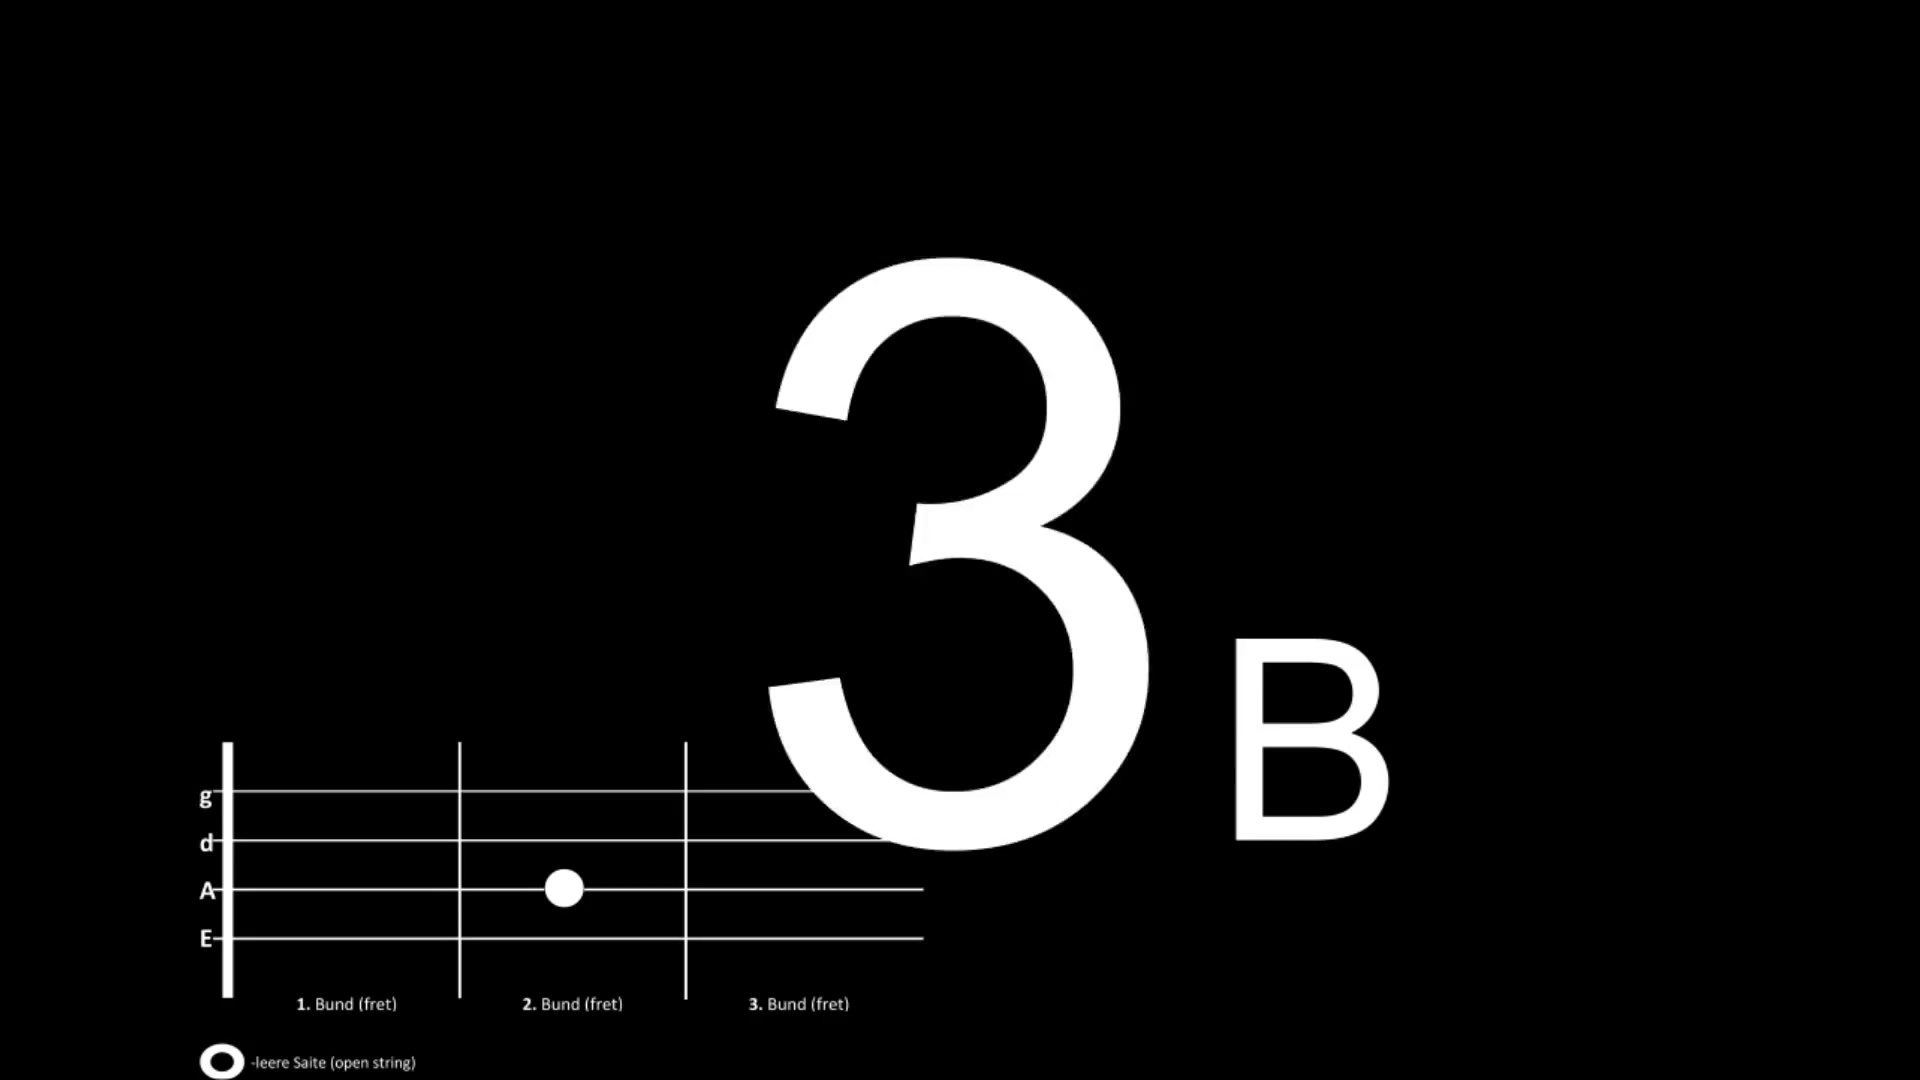 3
B
g
d
A
E
1. Bund (fret) 2. Bund (fret) 3. Bund (fret)
-leere Saite (open string)